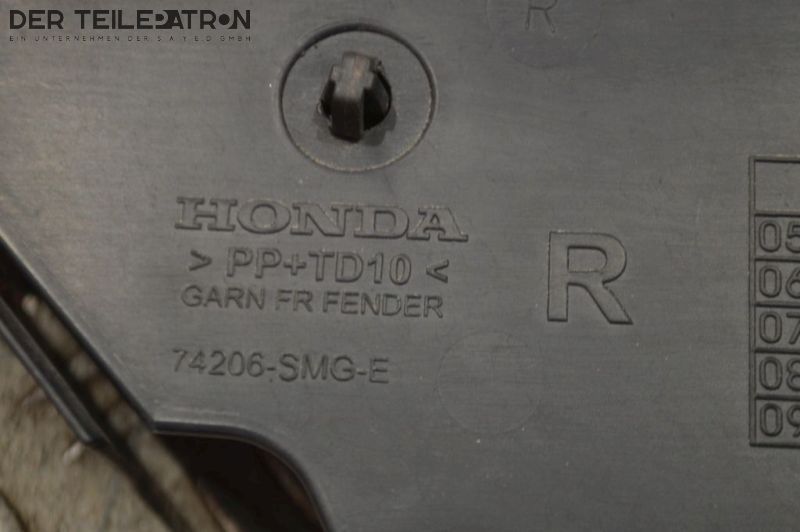 DER TEILEPATRON
EIN UNTERNEHMEN DER S A Y E D GMBH
R
HONDA
> PP+TD10 <
GARN FR FENDER
R
74206-SMG-E
05
06
07
08
09